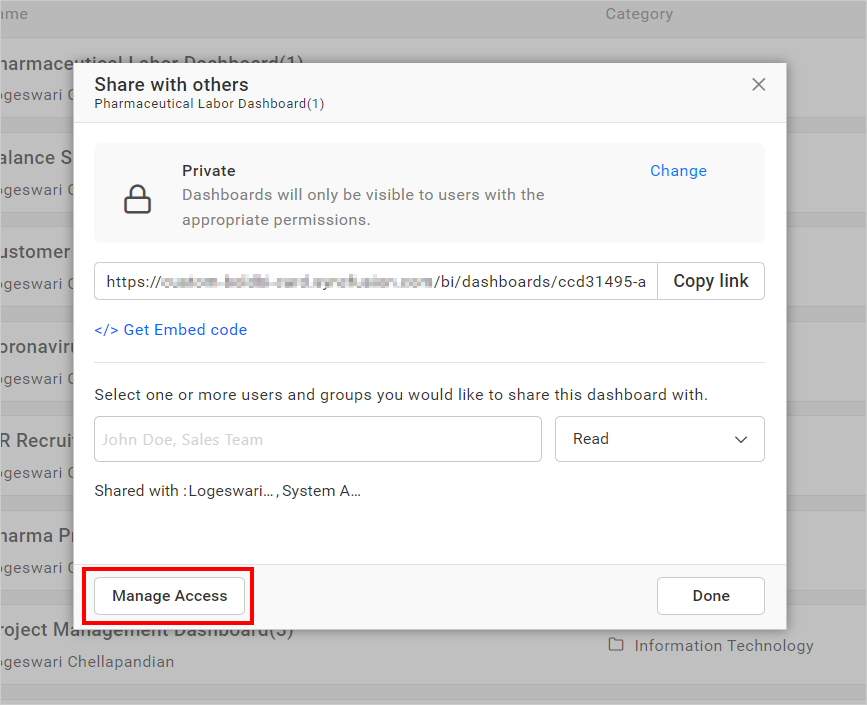 ame Category
Pharmaceutical Labor Dashboard(1)
Share with others
Pharmaceutical Labor Dashboard(1)
ogeswari C
Private
Change
Dashboards will only be visible to users with the
appropriate permissions.
alance S
ogeswari C
ustomer
https:// /bi/dashboards/ccd31495-a
Copy link
ogeswari C
</> Get Embed code
oronaviru
ogeswari C
Select one or more users and groups you would like to share this dashboard with.
John Doe, Sales Team
Read
R Recrui
ogeswari C
Shared with :Logeswari... , System A...
harma P
ogeswari C
Manage Access
Done
roject Management Dashboard(3)
ogeswari Chellapandian
Information Technology